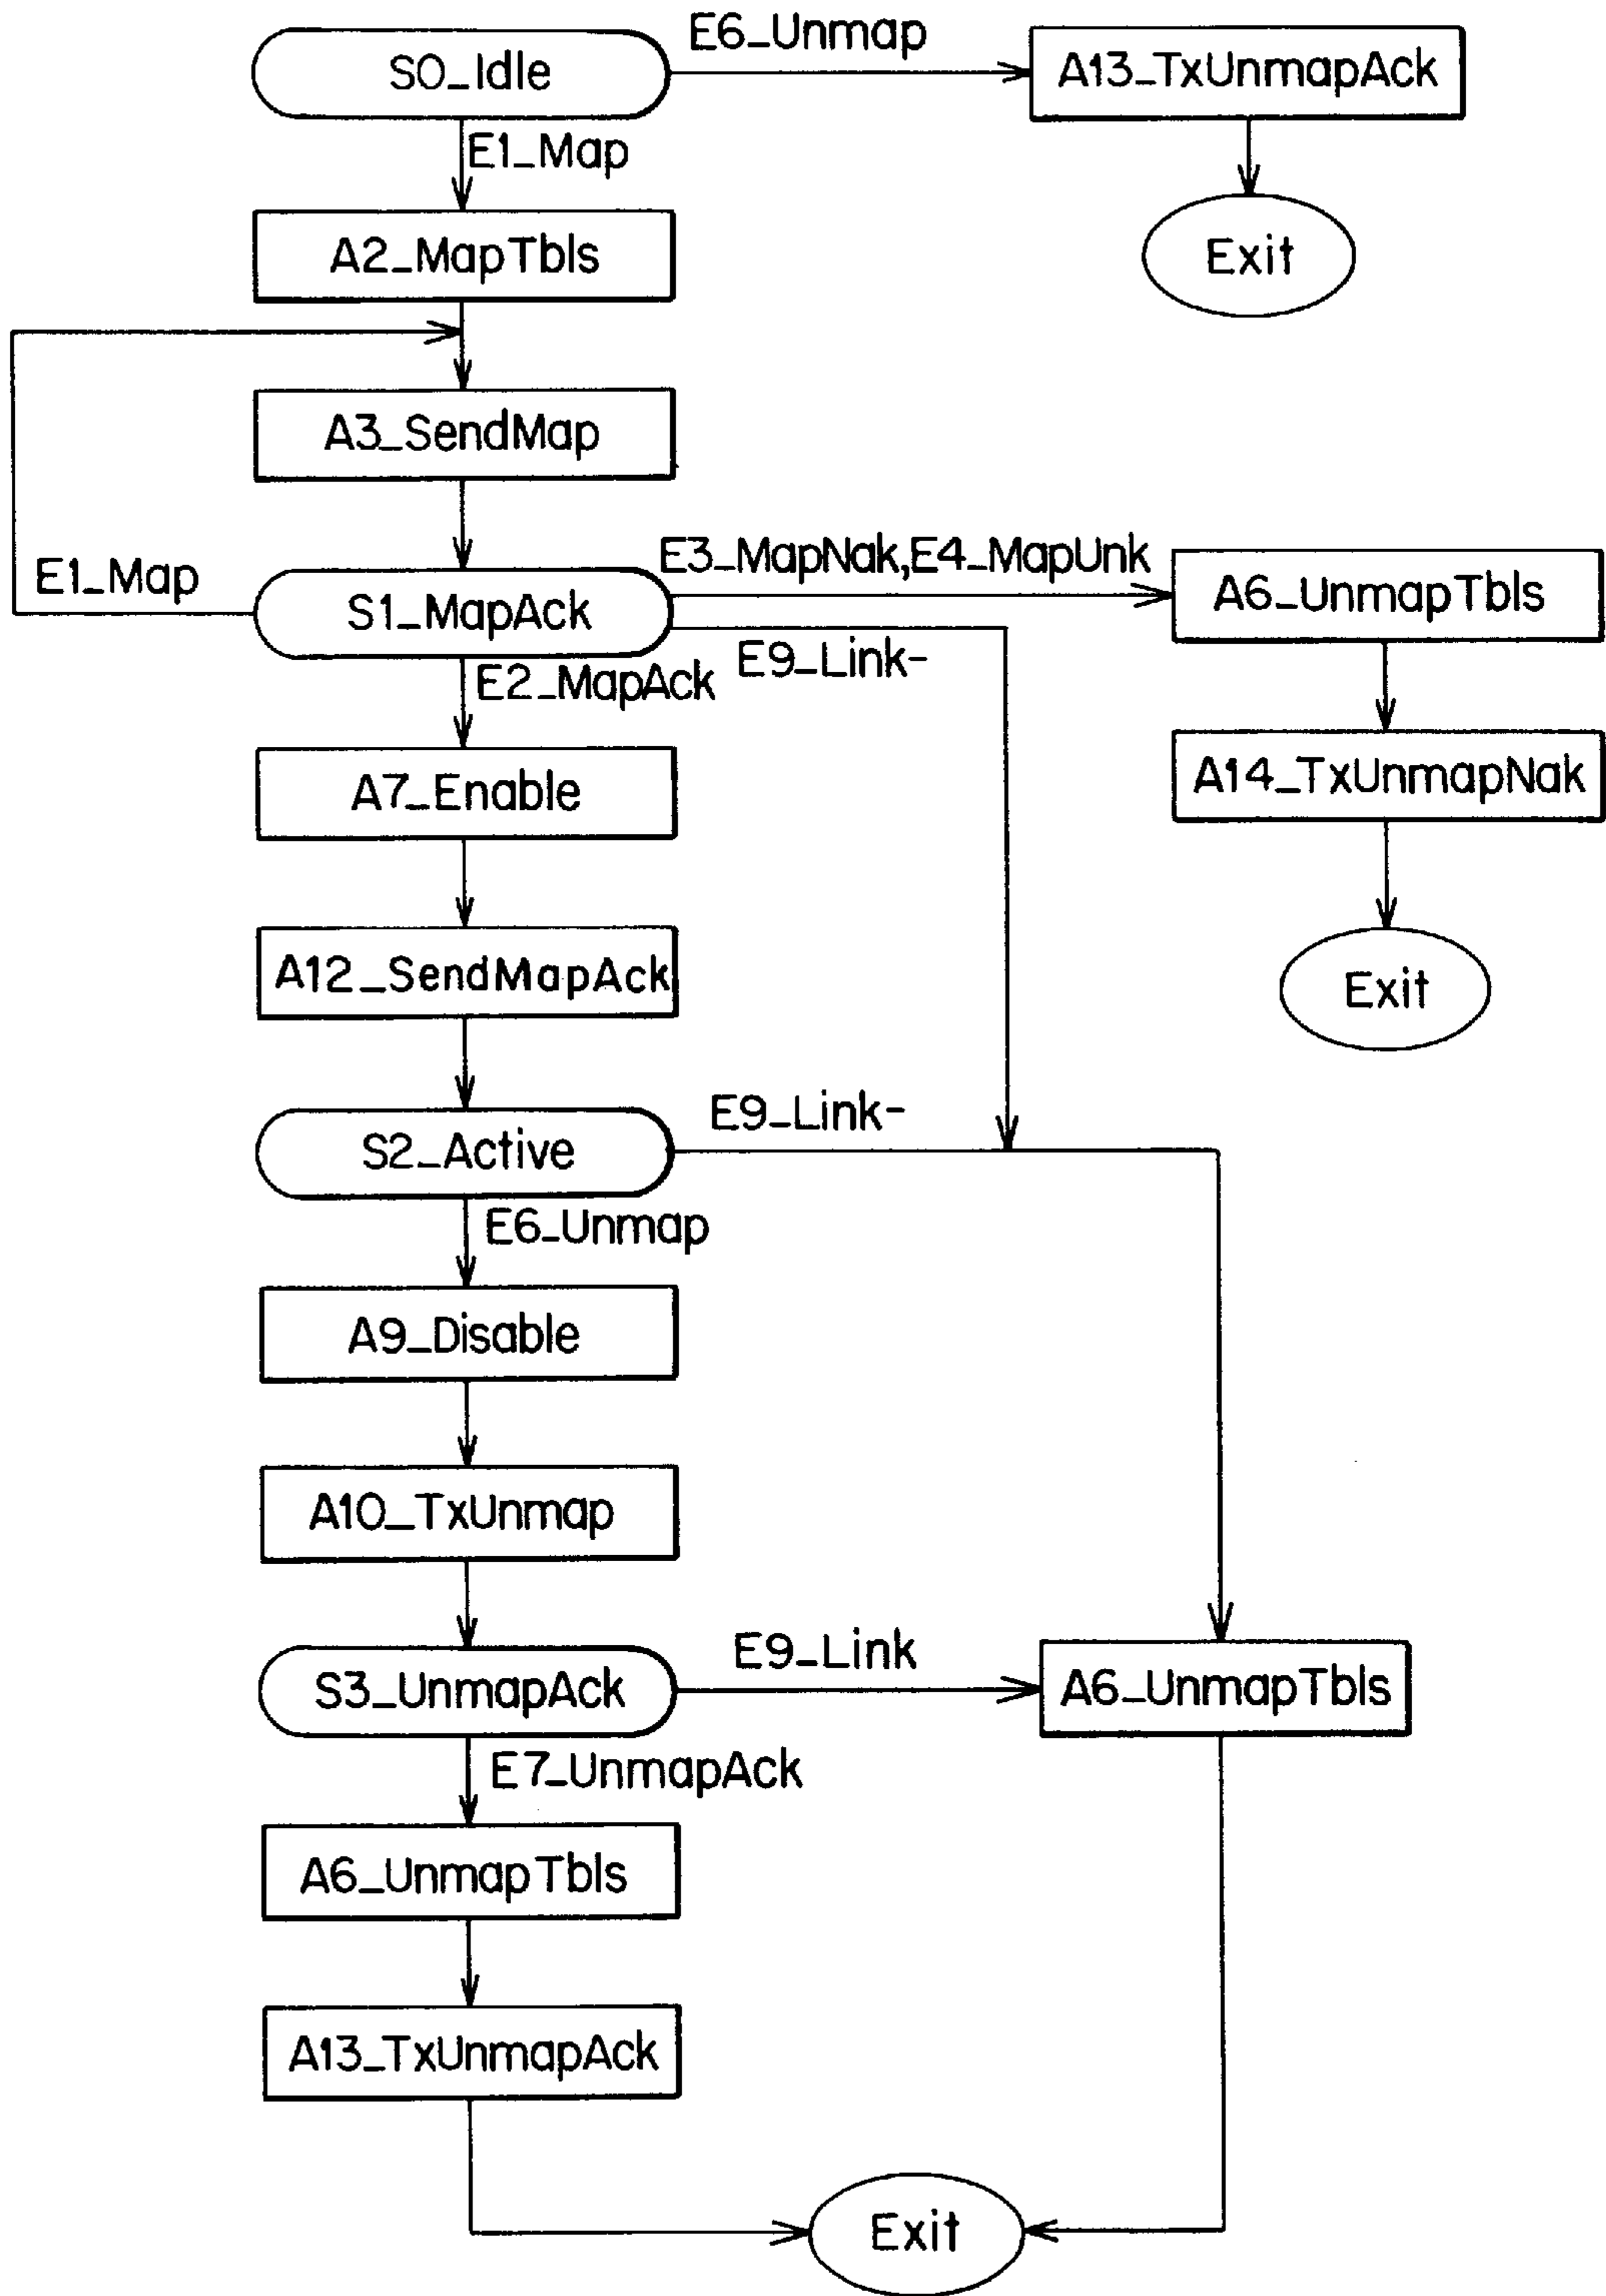 S0_Idle
E6_Unmap
A13_TxUnmapAck
E1_Map
A2_MapTbls
Exit
A3_SendMap
E1_Map
S1_MapAck
E3_MapNak,E4_MapUnk
A6_UnmapTbls
E9_Link-
E2_MapAck
A7_Enable
A14_TxUnmapNak
A12_SendMapAck
Exit
S2_Active
E9_Link-
E6_Unmap
A9_Disable
A10_TxUnmap
S3_UnmapAck
E9_Link
A6_UnmapTbls
E7_UnmapAck
A6_UnmapTbls
A13_TxUnmapAck
Exit